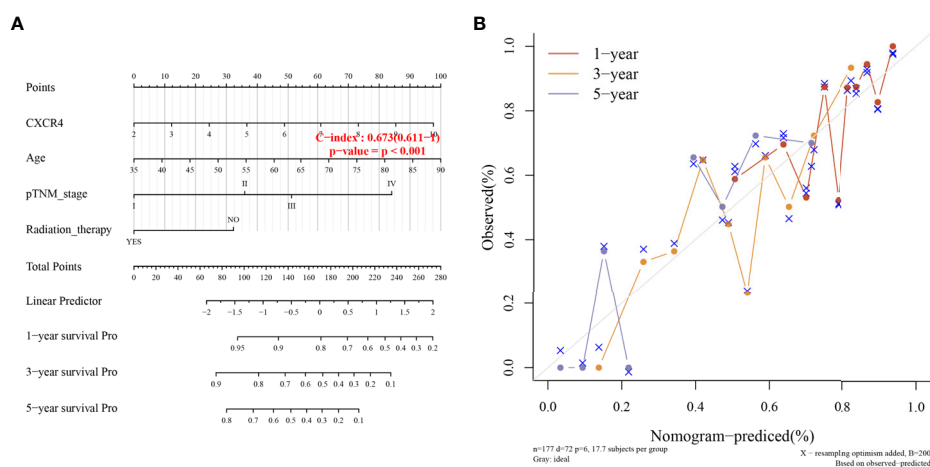 A
B
Points
0 10 20 30 40 50 60 70 80 90 100
CXCR4
2 3 4 5 6 7 8 9 10
C−index : 0.673(0.611−1)
p−value = p < 0.001
Age
35 40 45 50 55 60 65 70 75 80 85 90
pTNM_stage
II IV
I III
Radiation_therapy
NO
YES
Total Points
0 20 40 60 80 100 120 140 160 180 200 220 240 260 280
Linear Predictor
−2 −1.5 −1 −0.5 0 0.5 1 1.5 2
1−year survival Pro
0.95 0.9 0.8 0.7 0.6 0.5 0.4 0.3 0.2
3−year survival Pro
0.9 0.8 0.7 0.6 0.5 0.4 0.3 0.2 0.1
5−year survival Pro
0.8 0.7 0.6 0.5 0.4 0.3 0.2 0.1
1−year
3−year
5−year
Observed(%)
1.0
0.8
0.6
0.4
0.2
0.0
0.0 0.2 0.4 0.6 0.8 1.0
Nomogram−prediced(%)
n=177 d=72 p=6, 17.7 subjects per group
Gray: ideal
X − resampling optimism added, B=200
Based on observed−predicted